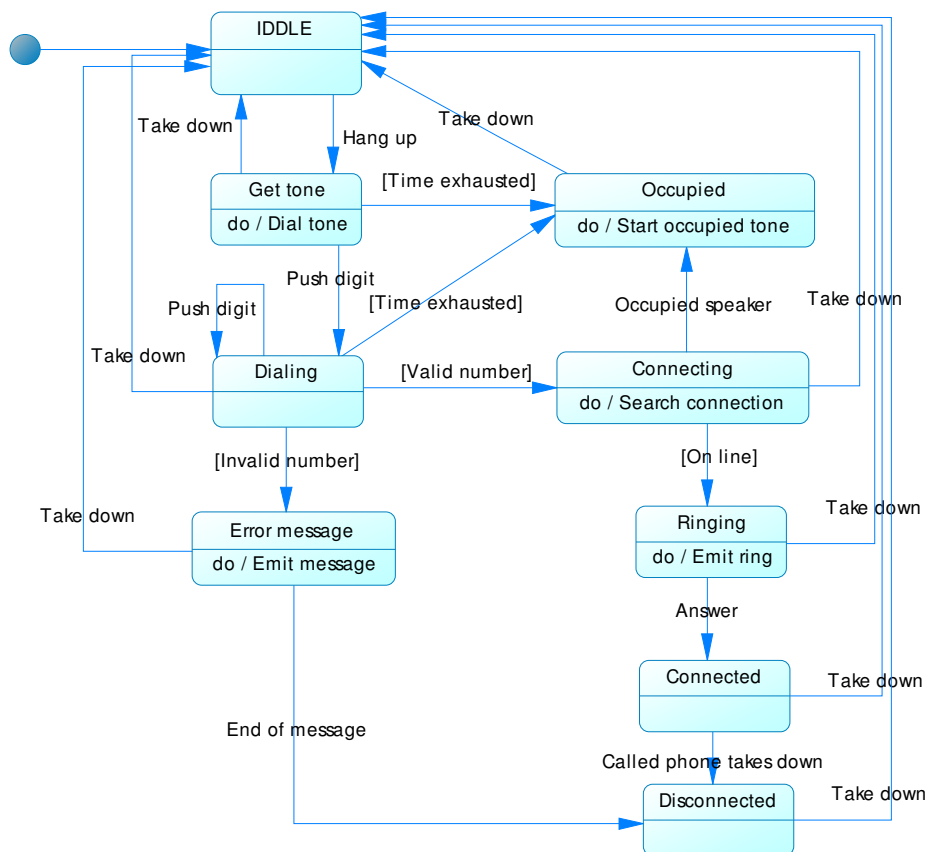 IDDLE
Take down
Hang up
Take down
Get tone
do / Dial tone
[Time exhausted]
Occupied
do / Start occupied tone
Push digit
Push digit
[Time exhausted]
Occupied speaker
Take down
Take down
Dialing
[Valid number]
Connecting
do / Search connection
[Invalid number]
[On line]
Take down
Error message
do / Emit message
Ringing
do / Emit ring
Take down
Answer
Connected
Take down
End of message
Called phone takes down
Disconnected
Take down